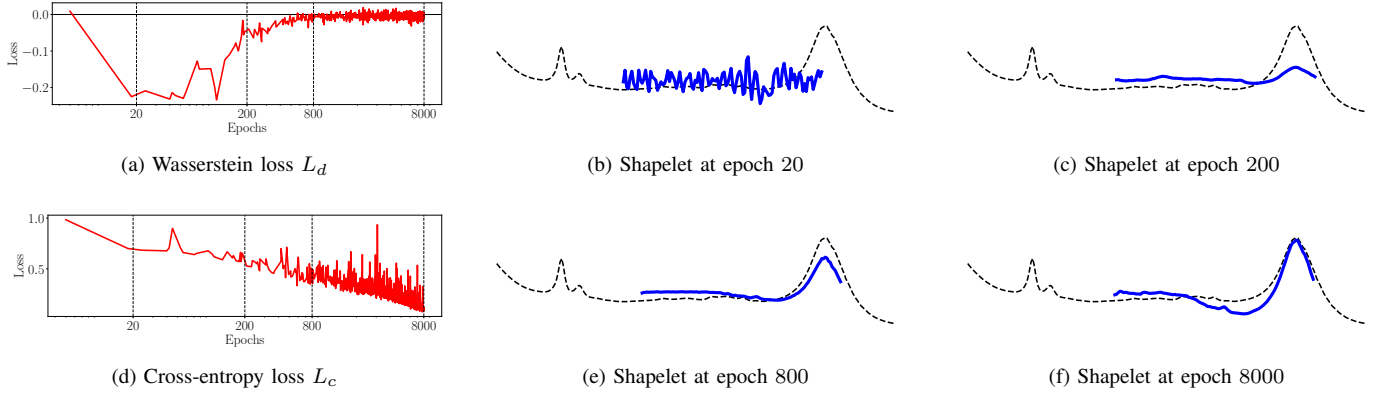 0.0
−0.1
−0.2
Loss
20
200
800
8000
Epochs
(a) Wasserstein loss L_d
(b) Shapelet at epoch 20
(c) Shapelet at epoch 200
1.0
0.5
Loss
20
200
800
8000
Epochs
(d) Cross-entropy loss L_c
(e) Shapelet at epoch 800
(f) Shapelet at epoch 8000